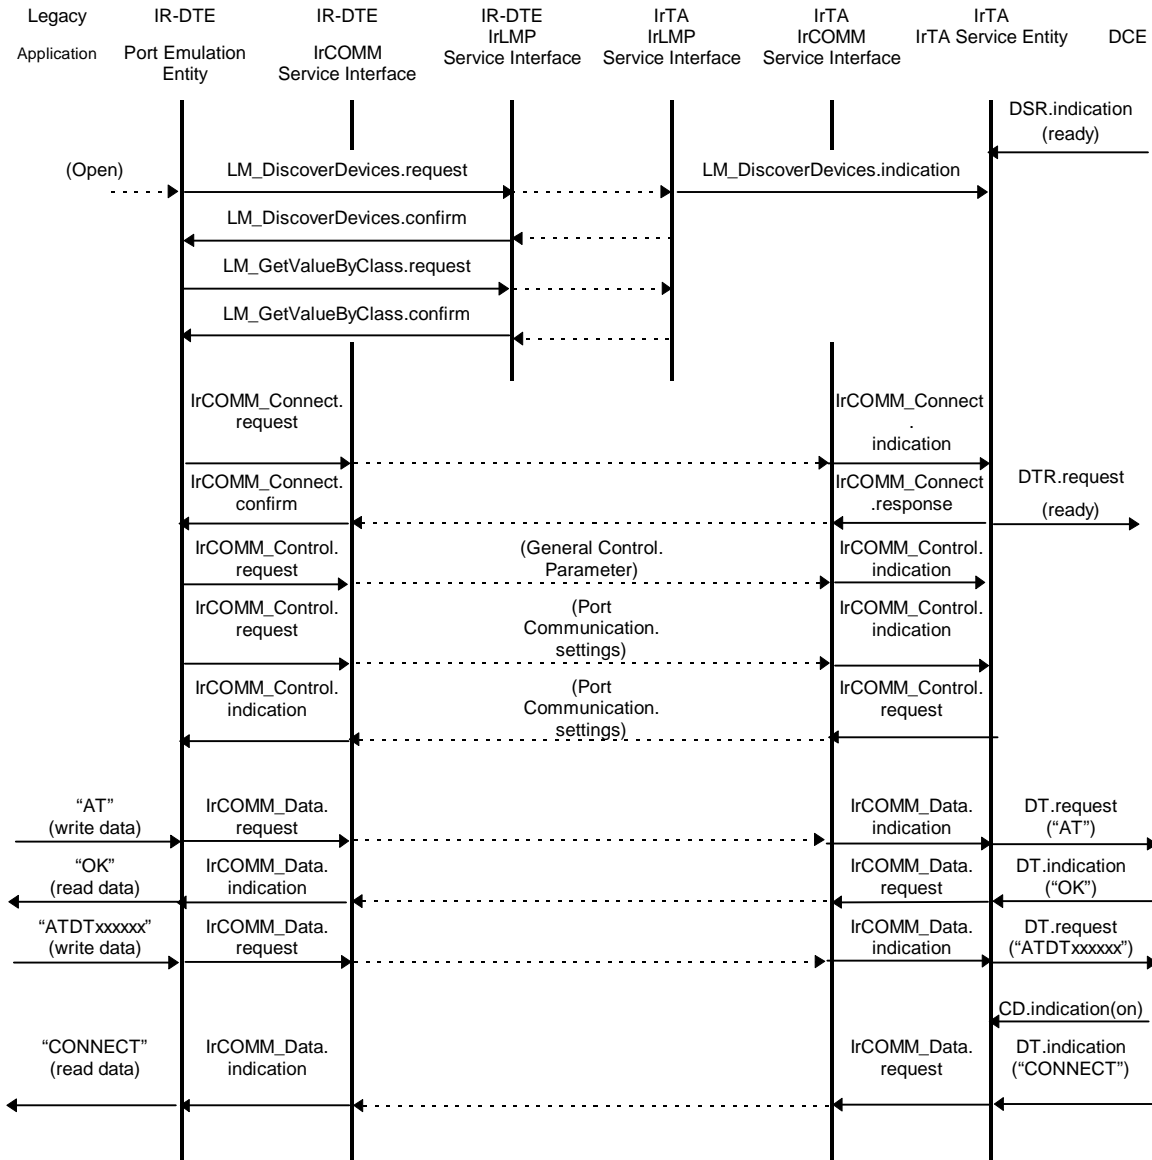 Legacy
Application
IR-DTE
Port Emulation
Entity
IR-DTE
IrCOMM
Service Interface
IR-DTE
IrLMP
Service Interface
IrTA
IrLMP
Service Interface
IrTA
IrCOMM
Service Interface
IrTA
IrTA Service Entity
DCE
DSR.indication
(ready)
(Open)
LM_DiscoverDevices.request
LM_DiscoverDevices.indication
LM_DiscoverDevices.confirm
LM_GetValueByClass.request
LM_GetValueByClass.confirm
IrCOMM_Connect.
request
IrCOMM_Connect
.
indication
IrCOMM_Connect.
confirm
IrCOMM_Connect
.response
DTR.request
(ready)
IrCOMM_Control.
request
(General Control.
Parameter)
IrCOMM_Control.
indication
IrCOMM_Control.
request
(Port
Communication.
settings)
IrCOMM_Control.
indication
IrCOMM_Control.
indication
(Port
Communication.
settings)
IrCOMM_Control.
request
“AT”
(write data)
IrCOMM_Data.
request
IrCOMM_Data.
indication
DT.request
(“AT”)
“OK”
(read data)
IrCOMM_Data.
indication
IrCOMM_Data.
request
DT.indication
(“OK”)
“ATDTxxxxxx”
(write data)
IrCOMM_Data.
request
IrCOMM_Data.
indication
DT.request
(“ATDTxxxxxx”)
CD.indication(on)
“CONNECT”
(read data)
IrCOMM_Data.
indication
IrCOMM_Data.
request
DT.indication
(“CONNECT”)